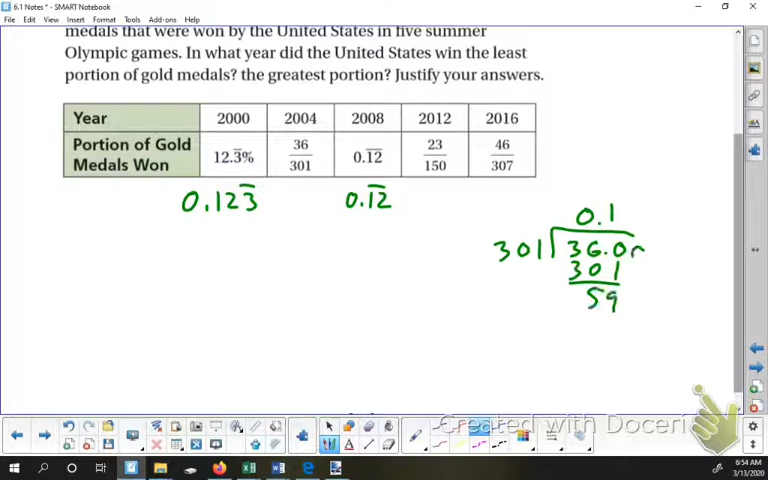 6.1 Notes * - SMART Notebook
File Edit View Insert Format Tools Add-ons Help
medals that were won by the United States in five summer
Olympic games. In what year did the United States win the least
portion of gold medals? the greatest portion? Justify your answers.
Year 2000 2004 2008 2012 2016
Portion of Gold Medals Won 12.3̅% 36/301 0.1̅2̅ 23/150 46/307
0.123̅ 0.1̅2̅
0.1
301 36.0
301
59
Created with Doceri
6:54 AM
3/13/2020